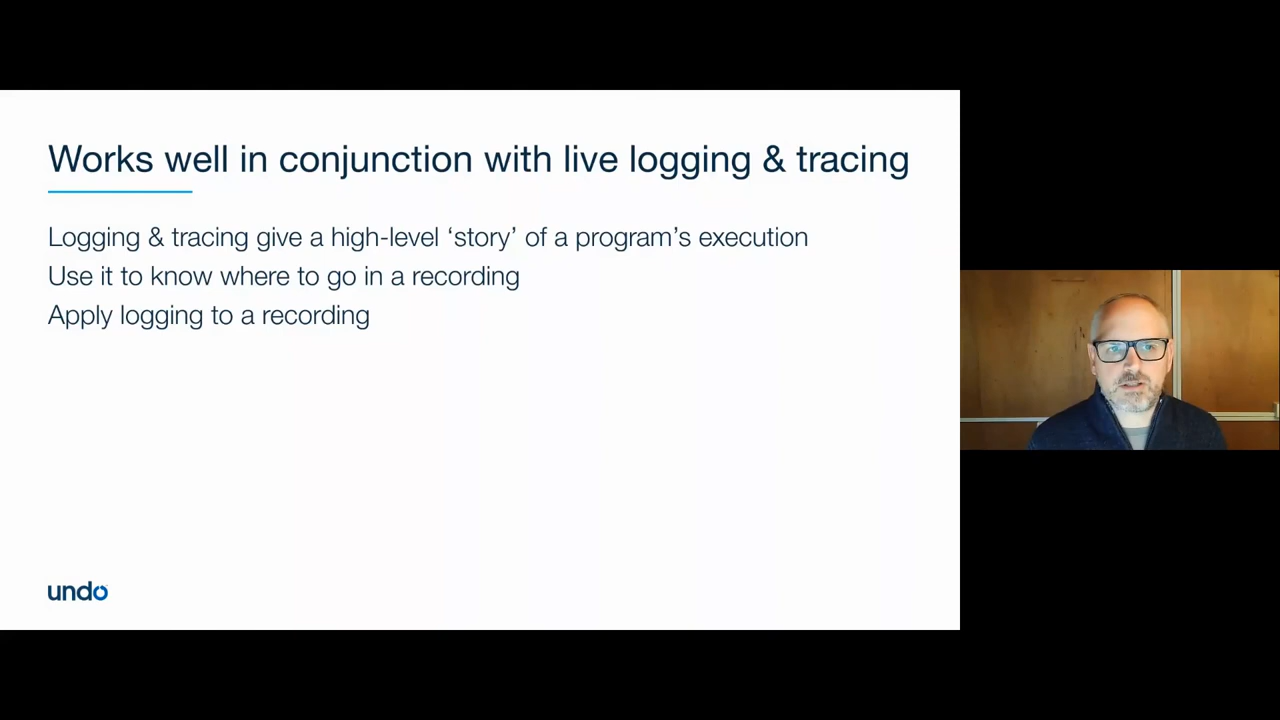 Works well in conjunction with live logging & tracing
Logging & tracing give a high-level ‘story’ of a program’s execution
Use it to know where to go in a recording
Apply logging to a recording
undo